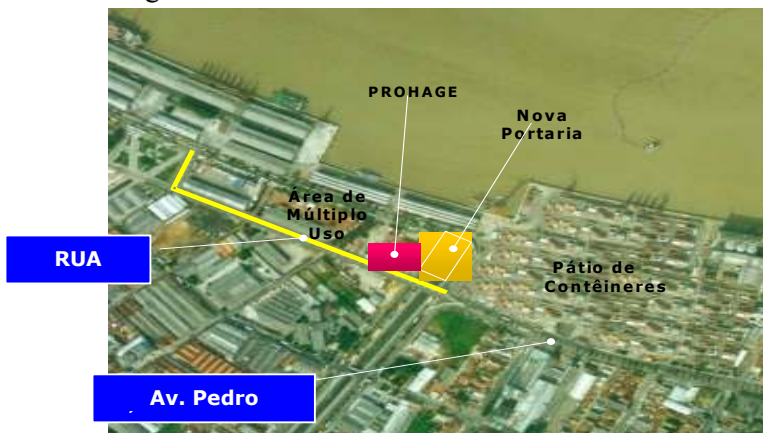 PROHAGE
Nova
Portaria
Área de
Múltiplo
Uso
RUA
Pátio de
Contêineres
Av. Pedro